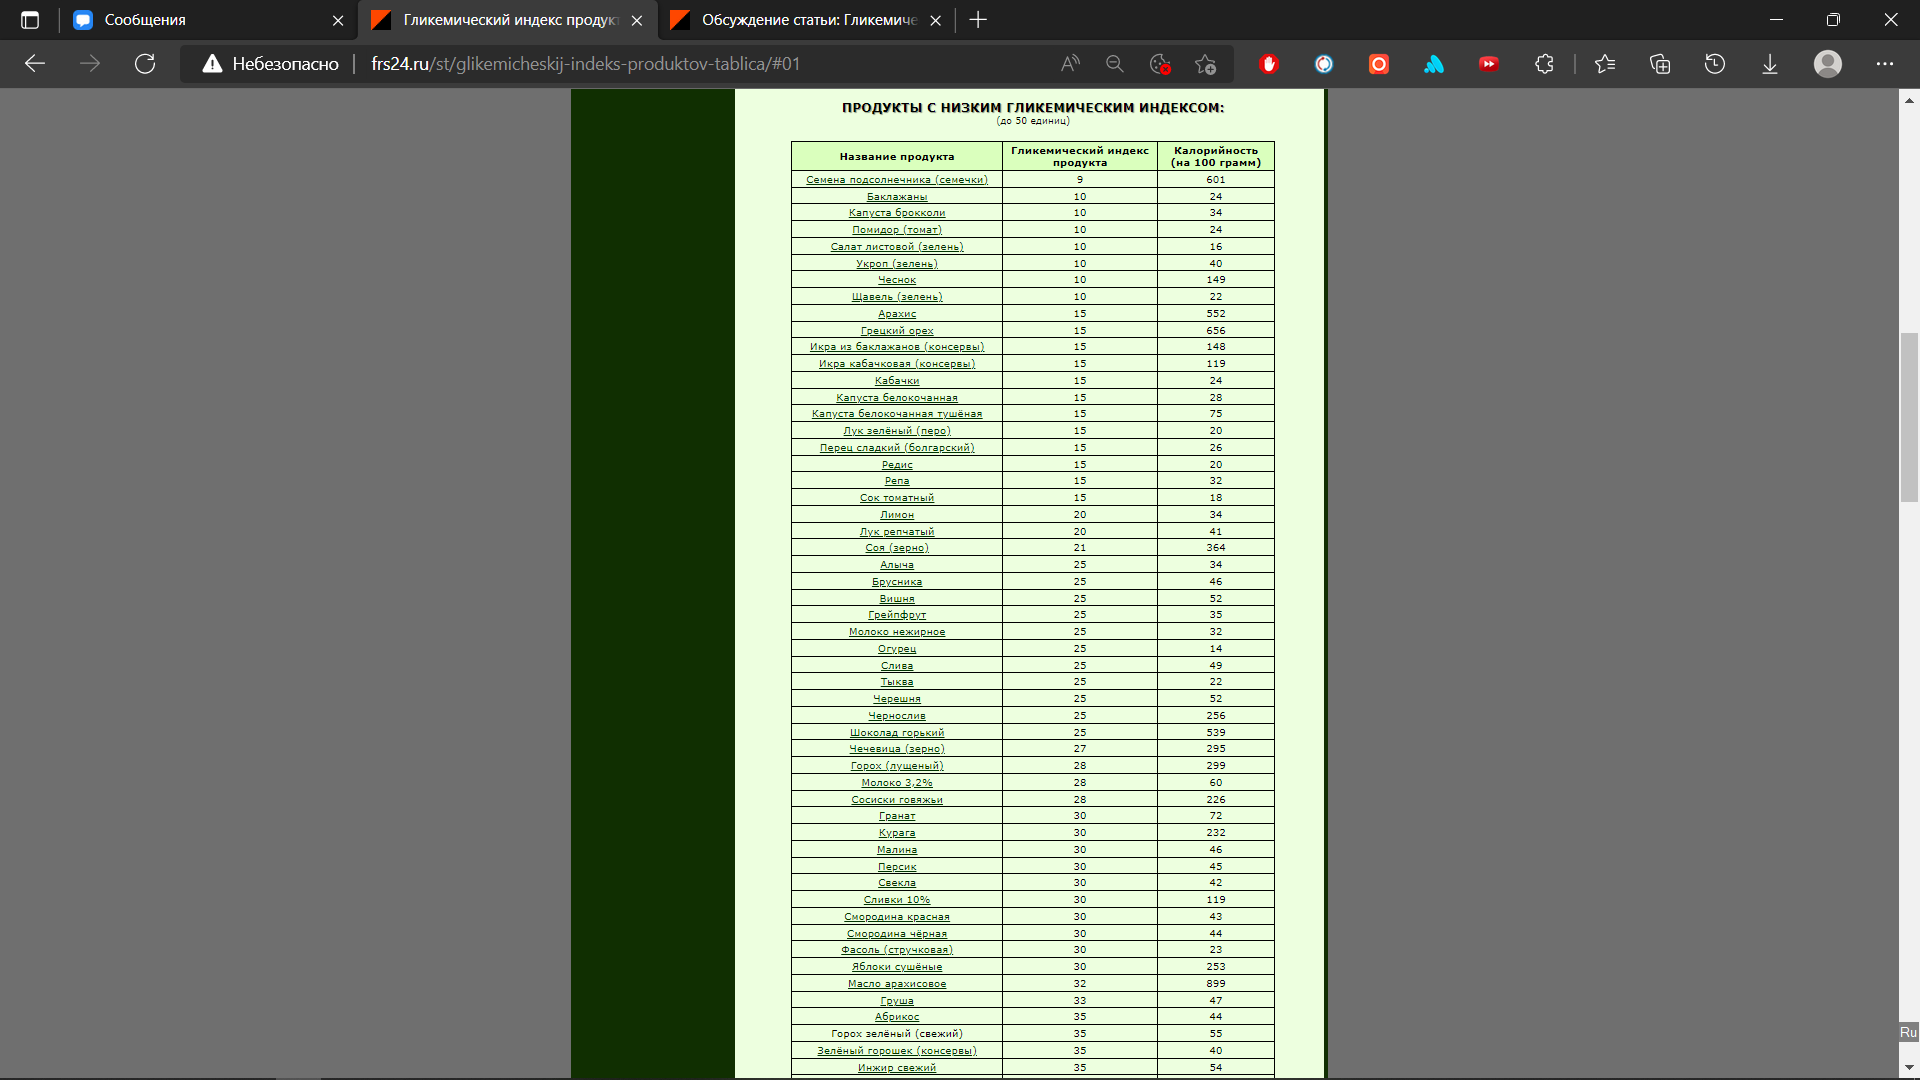 Сообщения
Гликемический индекс продукт
Обсуждение статьи: Гликемиче
Небезопасно
frs24.ru/st/glikemicheskij-indeks-produktov-tablica/#01
ПРОДУКТЫ С НИЗКИМ ГЛИКЕМИЧЕСКИМ ИНДЕКСОМ:
(до 50 единиц)
Название продукта Гликемический индекс продукта Калорийность (на 100 грамм)
Семена подсолнечника (семечки) 9 601
Баклажаны 10 24
Капуста брокколи 10 34
Помидор (томат) 10 24
Салат листовой (зелень) 10 16
Укроп (зелень) 10 40
Чеснок 10 149
Щавель (зелень) 10 22
Арахис 15 552
Грецкий орех 15 656
Икра из баклажанов (консервы) 15 148
Икра кабачковая (консервы) 15 119
Кабачки 15 24
Капуста белокочанная 15 28
Капуста белокочанная тушёная 15 75
Лук зелёный (перо) 15 20
Перец сладкий (болгарский) 15 26
Редис 15 20
Репа 15 32
Сок томатный 15 18
Лимон 20 34
Лук репчатый 20 41
Соя (зерно) 21 364
Алыча 25 34
Брусника 25 46
Вишня 25 52
Грейпфрут 25 35
Молоко нежирное 25 32
Огурец 25 14
Слива 25 49
Тыква 25 22
Черешня 25 52
Чернослив 25 256
Шоколад горький 25 539
Чечевица (зерно) 27 295
Горох (лущеный) 28 299
Молоко 3,2% 28 60
Сосиски говяжьи 28 226
Гранат 30 72
Курага 30 232
Малина 30 46
Персик 30 45
Свекла 30 42
Сливки 10% 30 119
Смородина красная 30 43
Смородина чёрная 30 44
Фасоль (стручковая) 30 23
Яблоки сушёные 30 253
Масло арахисовое 32 899
Груша 33 47
Абрикос 35 44
Горох зелёный (свежий) 35 55
Зелёный горошек (консервы) 35 40
Инжир свежий 35 54
Ru